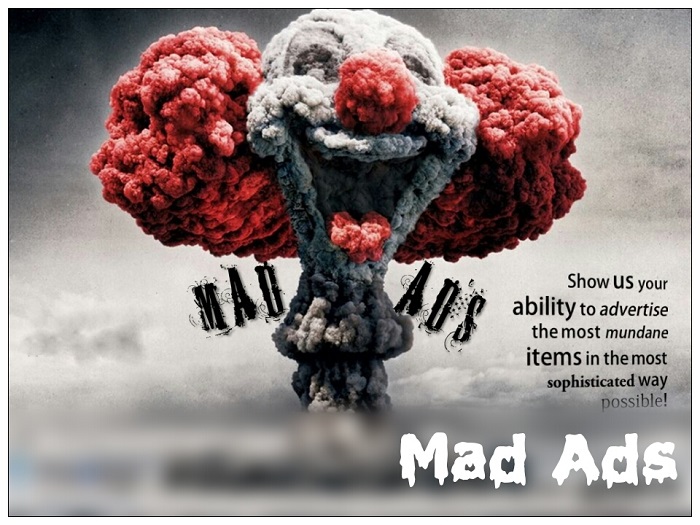 MAD ADS
Show us your
ability to advertise
the most mundane
items in the most
sophisticated way
possible!
Mad Ads